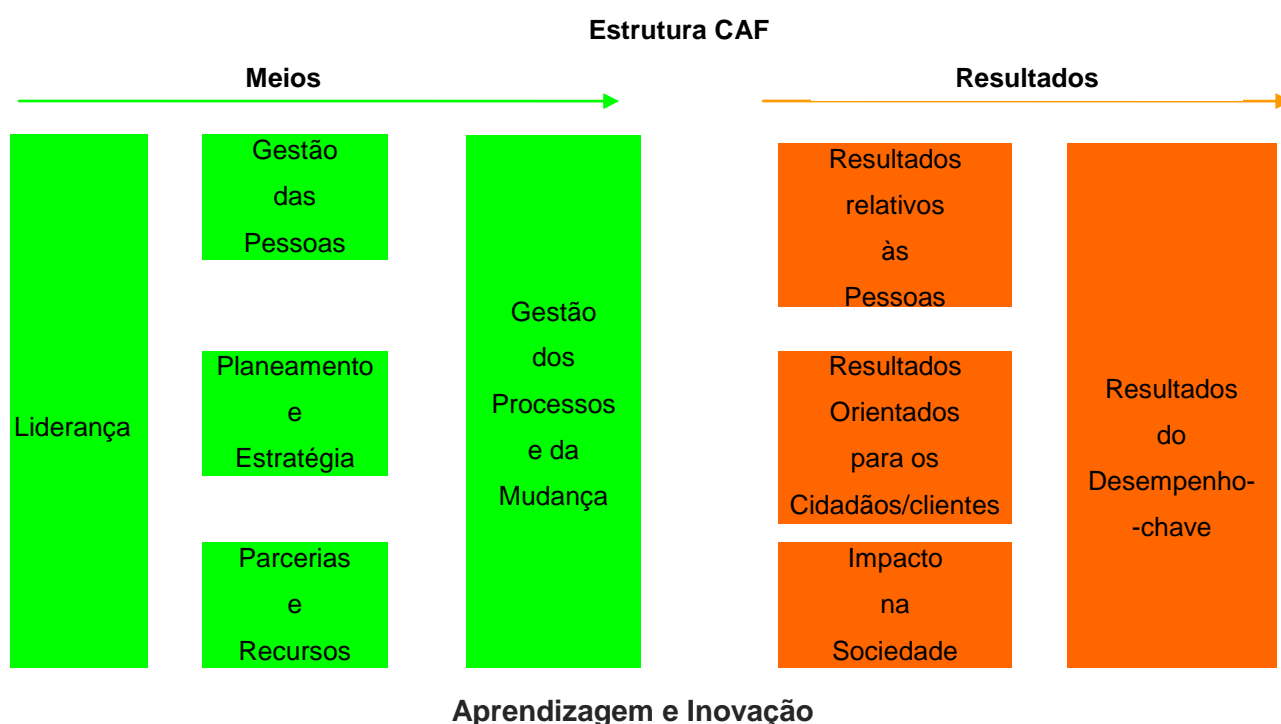 Estrutura CAF
Meios
Resultados
Liderança
Gestão
das
Pessoas
Planeamento
e
Estratégia
Parcerias
e
Recursos
Gestão
dos
Processos
e da
Mudança
Resultados
relativos
às
Pessoas
Resultados
Orientados
para os
Cidadãos/clientes
Impacto
na
Sociedade
Resultados
do
Desempenho-
-chave
Aprendizagem e Inovação